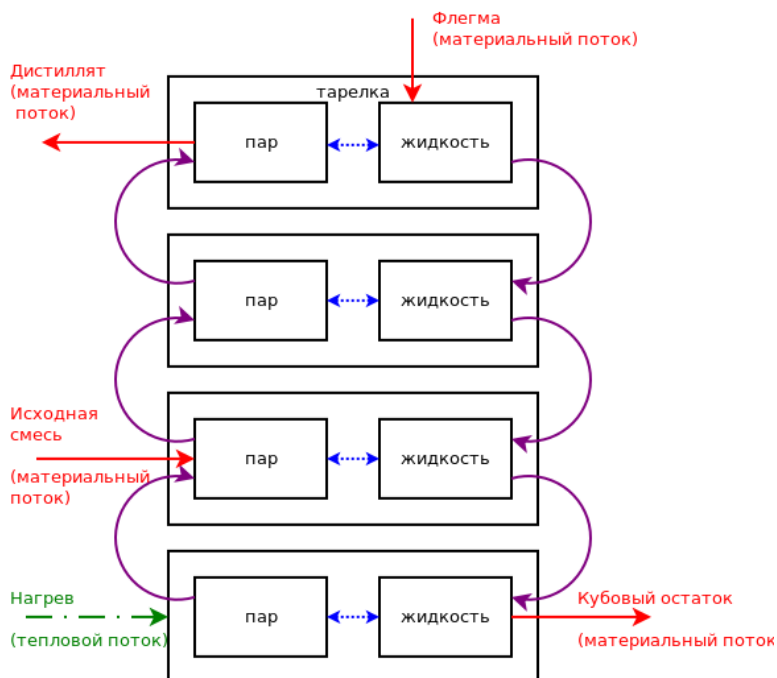 Флегма
(материальный поток)
Дистиллят
(материальный
поток)
тарелка
пар
жидкость
пар
жидкость
Исходная
смесь
(материальный
поток)
пар
жидкость
Нагрев
(тепловой поток)
пар
жидкость
Кубовый остаток
(материальный поток